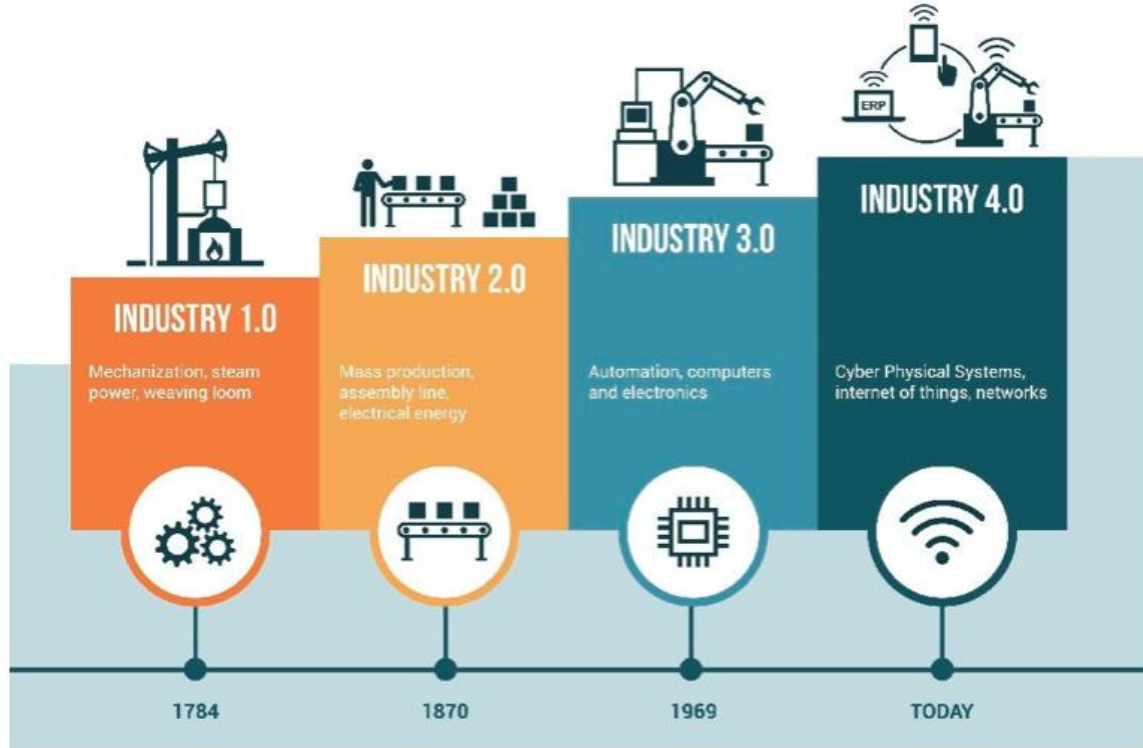 ERP
INDUSTRY 1.0
Mechanization, steam
power, weaving loom
INDUSTRY 2.0
Mass production,
assembly line,
electrical energy
INDUSTRY 3.0
Automation, computers
and electronics
INDUSTRY 4.0
Cyber Physical Systems,
internet of things, networks
1784
1870
1969
TODAY